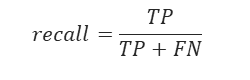 recall = TP / (TP + FN)